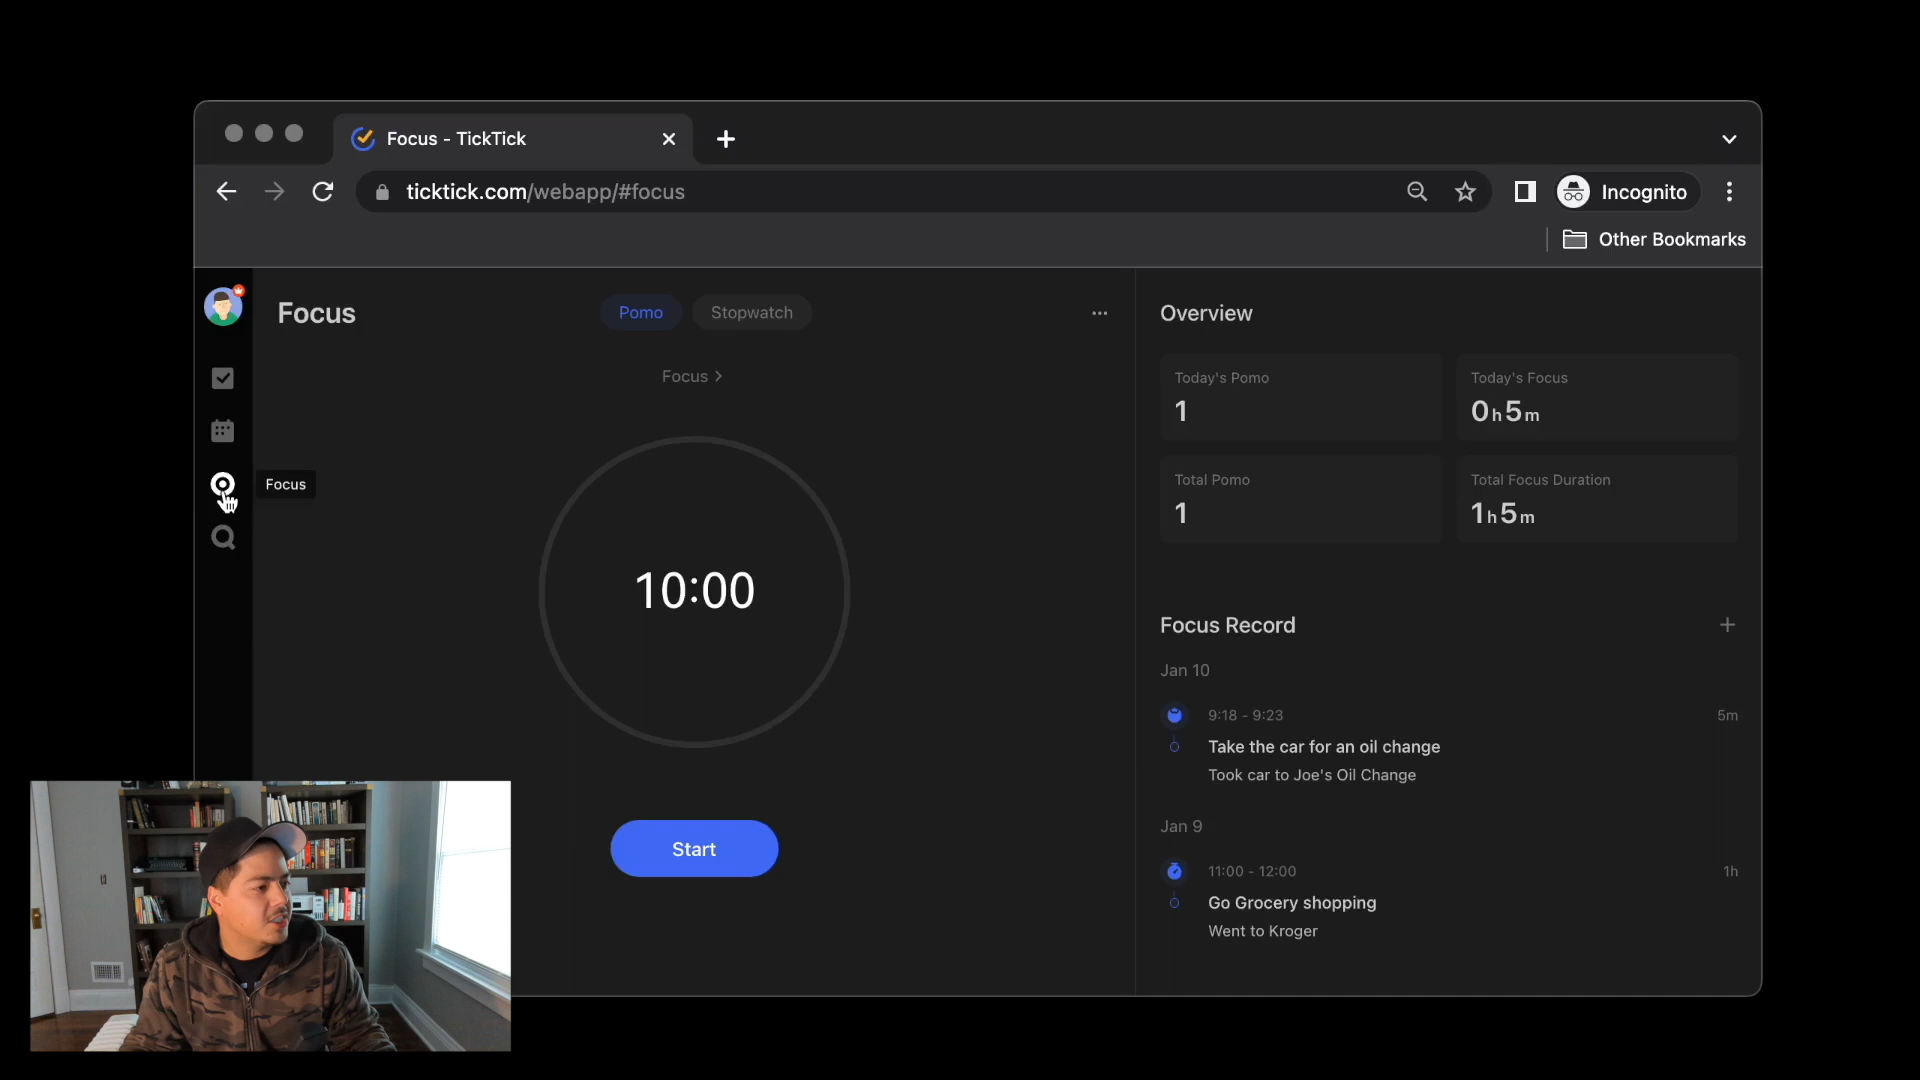 Focus - TickTick
ticktick.com/webapp/#focus
Incognito
Other Bookmarks
Focus
Pomo
Stopwatch
Focus >
Focus
10:00
Start
Overview
Today's Pomo
1
Today's Focus
0h5m
Total Pomo
1
Total Focus Duration
1h5m
Focus Record
Jan 10
9:18 - 9:23
5m
Take the car for an oil change
Took car to Joe's Oil Change
Jan 9
11:00 - 12:00
1h
Go Grocery shopping
Went to Kroger